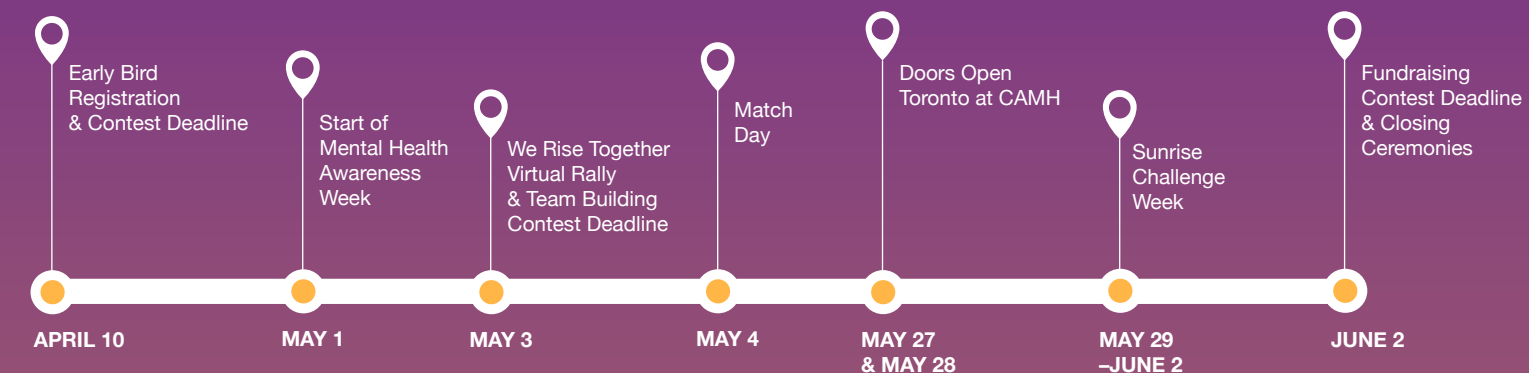 Early Bird
Registration
& Contest Deadline
APRIL 10
Start of
Mental Health
Awareness
Week
MAY 1
We Rise Together
Virtual Rally
& Team Building
Contest Deadline
MAY 3
Match
Day
MAY 4
Doors Open
Toronto at CAMH
MAY 27
& MAY 28
Sunrise
Challenge
Week
MAY 29
–JUNE 2
Fundraising
Contest Deadline
& Closing
Ceremonies
JUNE 2